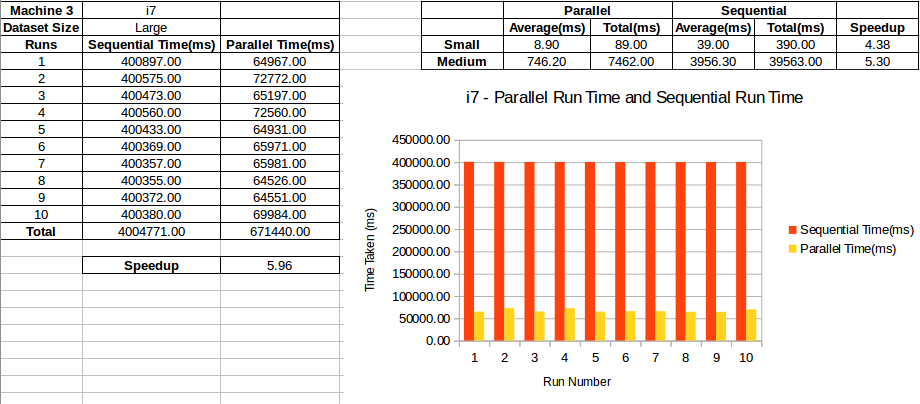 Machine 3 i7
Dataset Size Large
Runs Sequential Time(ms) Parallel Time(ms)
1 400897.00 64967.00
2 400575.00 72772.00
3 400473.00 65197.00
4 400560.00 72560.00
5 400433.00 64931.00
6 400369.00 65971.00
7 400357.00 65981.00
8 400355.00 64526.00
9 400372.00 64551.00
10 400380.00 69984.00
Total 4004771.00 671440.00
Speedup 5.96
Parallel Sequential
Average(ms) Total(ms) Average(ms) Total(ms) Speedup
Small 8.90 89.00 39.00 390.00 4.38
Medium 746.20 7462.00 3956.30 39563.00 5.30
i7 - Parallel Run Time and Sequential Run Time
Time Taken (ms)
450000.00
400000.00
350000.00
300000.00
250000.00
200000.00
150000.00
100000.00
50000.00
0.00
1 2 3 4 5 6 7 8 9 10
Run Number
Sequential Time(ms)
Parallel Time(ms)